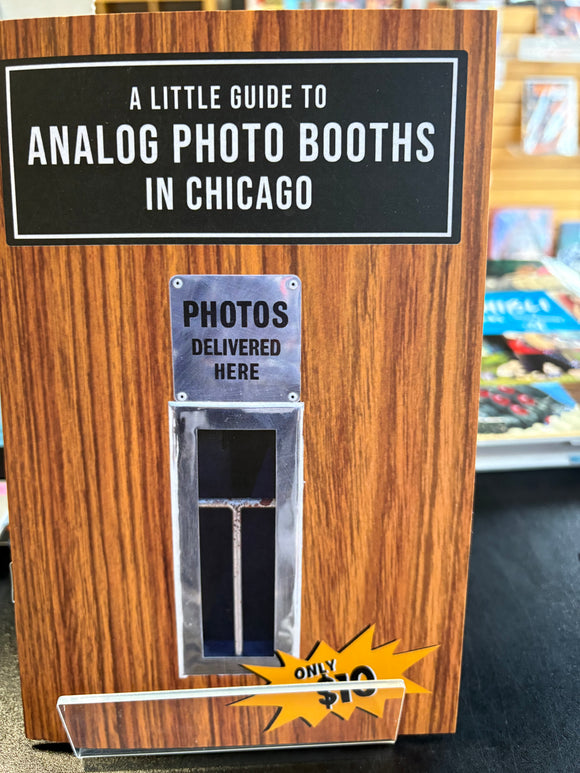 A LITTLE GUIDE TO
ANALOG PHOTO BOOTHS
IN CHICAGO
PHOTOS
DELIVERED
HERE
ONLY
$10